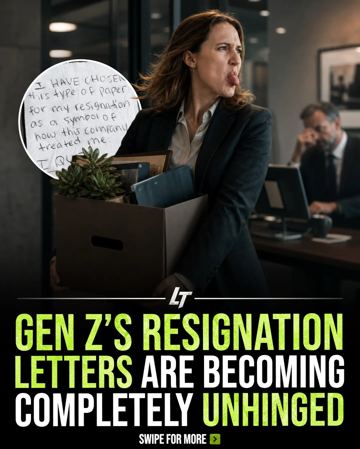 I HAVE CHOSEN
this type of paper
for my resignation
as a symbol of
how this company
treated me.
I
LT
GEN Z'S RESIGNATION
LETTERS ARE BECOMING
COMPLETELY UNHINGED
SWIPE FOR MORE